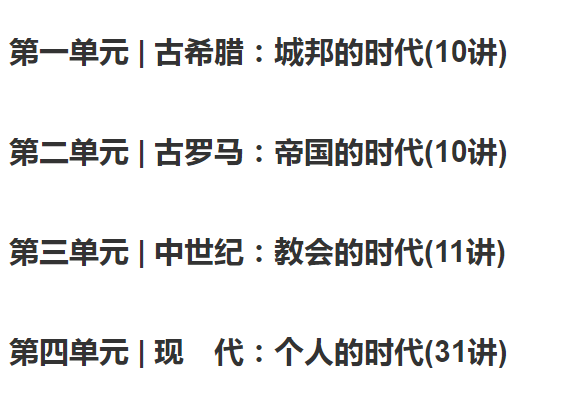 第一单元 | 古希腊：城邦的时代(10讲)
第二单元 | 古罗马：帝国的时代(10讲)
第三单元 | 中世纪：教会的时代(11讲)
第四单元 | 现　代：个人的时代(31讲)